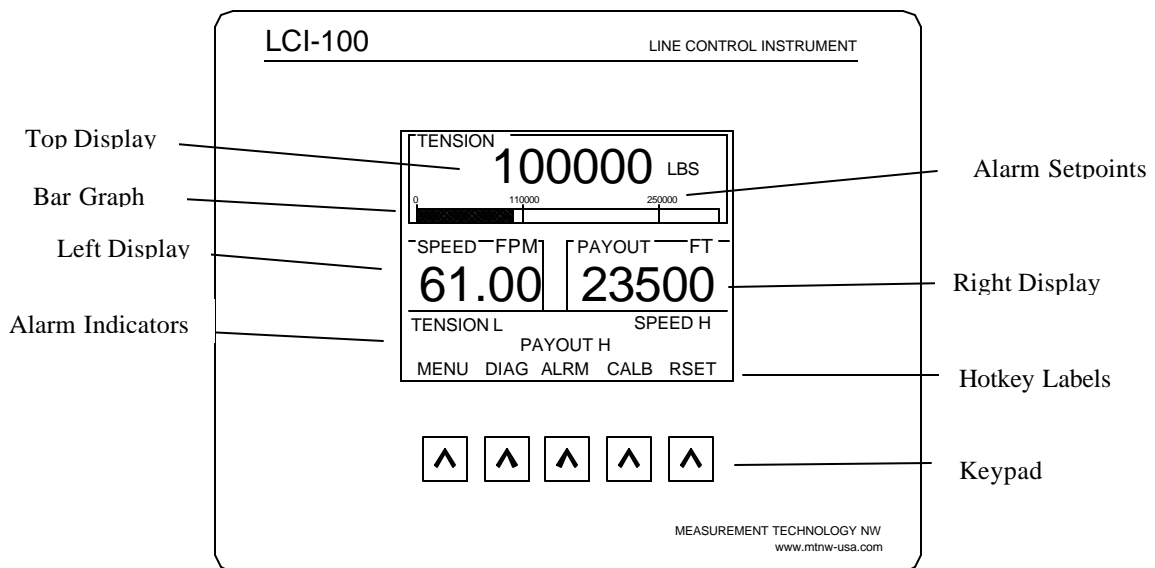 LCI-100
LINE CONTROL INSTRUMENT
Top Display
TENSION
100000 LBS
Alarm Setpoints
Bar Graph
0 110000 250000
Left Display
SPEED FPM
PAYOUT FT
61.00
23500
Right Display
Alarm Indicators
TENSION L
SPEED H
PAYOUT H
MENU DIAG ALRM CALB RSET
Hotkey Labels
Keypad
MEASUREMENT TECHNOLOGY NW
www.mtnw-usa.com